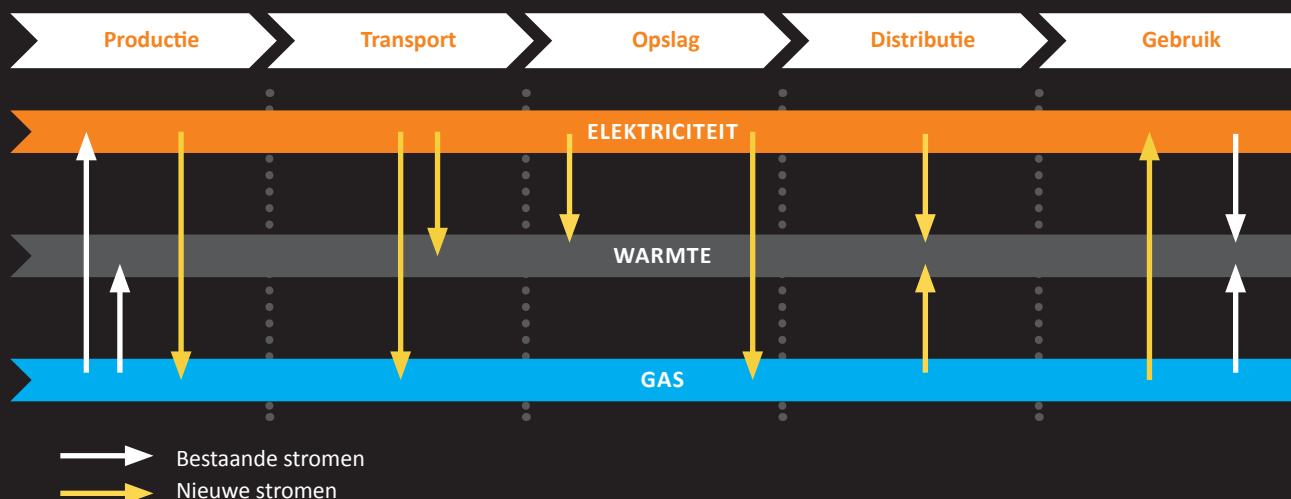 Productie
Transport
Opslag
Distributie
Gebruik
ELEKTRICITEIT
WARMTE
GAS
Bestaande stromen
Nieuwe stromen